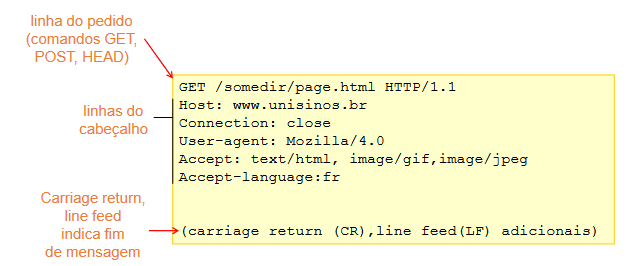 linha do pedido
(comandos GET,
POST, HEAD)
GET /somedir/page.html HTTP/1.1
Host: www.unisinos.br
Connection: close
User-agent: Mozilla/4.0
Accept: text/html, image/gif,image/jpeg
Accept-language:fr
linhas do
cabeçalho
Carriage return,
line feed
indica fim
de mensagem
(carriage return (CR),line feed(LF) adicionais)